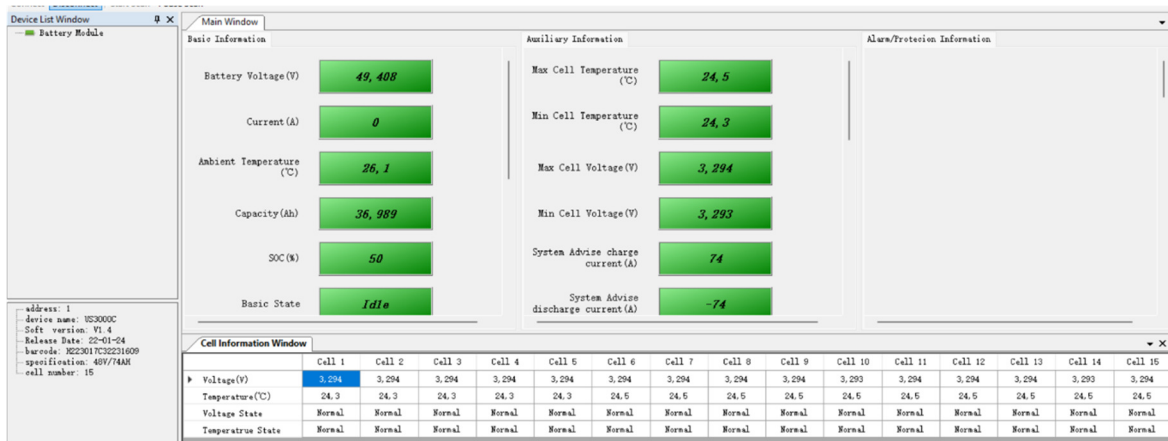 Device List Window
Battery Module
address: 1
device name: US3000C
Soft version: V1.4
Release Date: 22-01-24
barcode: H223017C32231609
specification: 48V/74AH
cell number: 15
Main Window
Basic Information
Battery Voltage(V) 49,408
Current(A) 0
Ambient Temperature (℃) 26,1
Capacity(Ah) 36,989
SOC(%) 50
Basic State Idle
Auxiliary Information
Max Cell Temperature (℃) 24,5
Min Cell Temperature (℃) 24,3
Max Cell Voltage(V) 3,294
Min Cell Voltage(V) 3,293
System Advise charge current(A) 74
System Advise discharge current(A) -74
Alarm/Protecion Information
Cell Information Window
Cell 1 Cell 2 Cell 3 Cell 4 Cell 5 Cell 6 Cell 7 Cell 8 Cell 9 Cell 10 Cell 11 Cell 12 Cell 13 Cell 14 Cell 15
Voltage(V) 3,294 3,294 3,294 3,294 3,294 3,294 3,294 3,294 3,294 3,293 3,294 3,294 3,294 3,293 3,294
Temperature(℃) 24,3 24,3 24,3 24,3 24,3 24,5 24,5 24,5 24,5 24,5 24,5 24,5 24,5 24,5 24,5
Voltage State Normal Normal Normal Normal Normal Normal Normal Normal Normal Normal Normal Normal Normal Normal Normal
Temperatrue State Normal Normal Normal Normal Normal Normal Normal Normal Normal Normal Normal Normal Normal Normal Normal